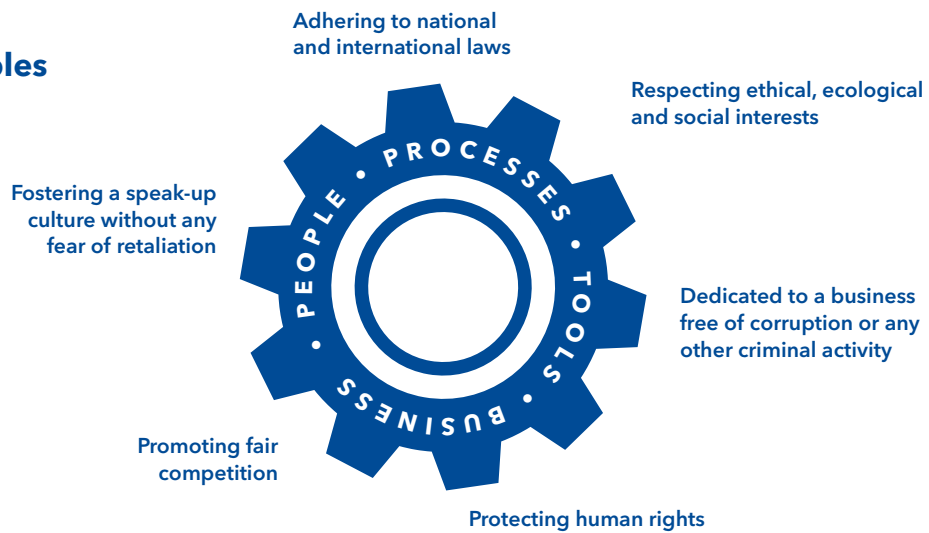 Adhering to national
and international laws
Respecting ethical, ecological
and social interests
Fostering a speak-up
culture without any
fear of retaliation
PEOPLE • PROCESSES • TOOLS • BUSINESS •
Dedicated to a business
free of corruption or any
other criminal activity
Promoting fair
competition
Protecting human rights